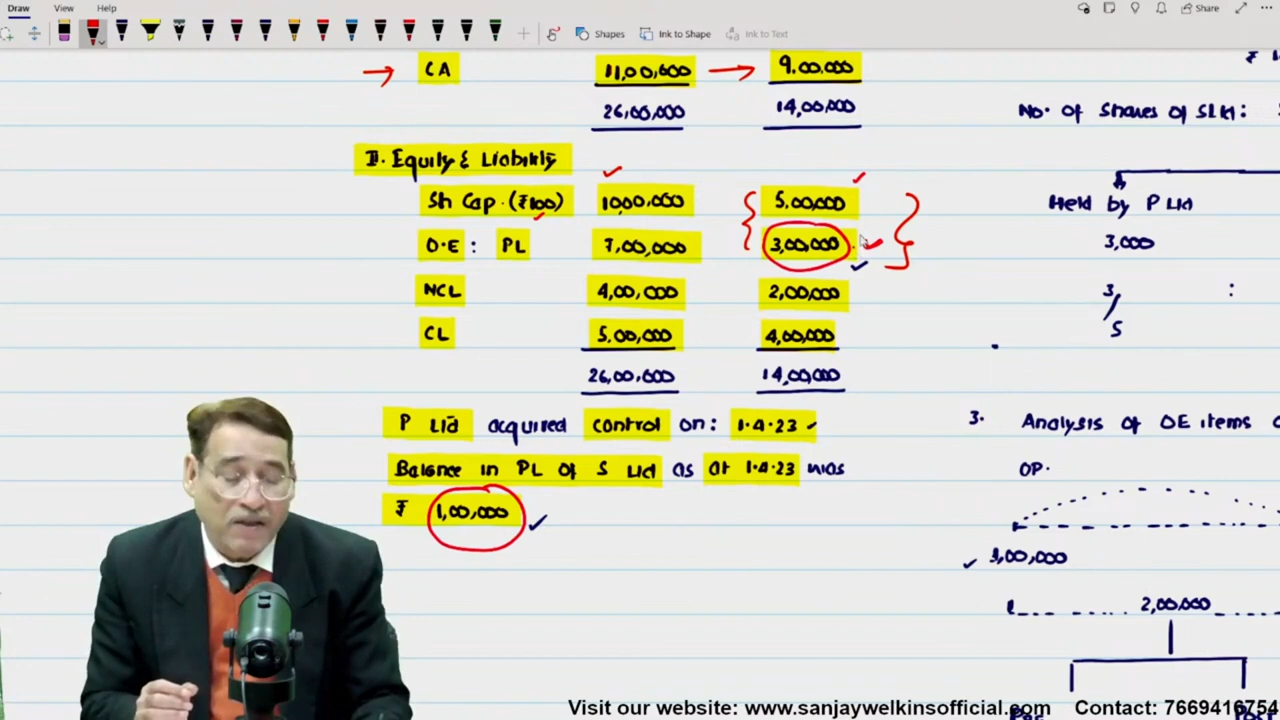 Draw View Help Share
Shapes Ink to Shape Ink to Text
CA 11,00,000 9,00,000
26,00,000 14,00,000
II. Equity & Liability
Sh Cap. (₹100) 10,00,000 5,00,000
O.E : PL 7,00,000 3,00,000
NCL 4,00,000 2,00,000
CL 5,00,000 4,00,000
26,00,000 14,00,000
P Ltd acquired control on: 1.4.23
Balance in PL of S Ltd as at 1.4.23 was
₹ 1,00,000
No. of Shares of S Ltd:
Held by P Ltd
3,000
3 :
/
5
3. Analysis of OE items
OP.
1,00,000
2,00,000
Visit our website: www.sanjaywelkinsofficial.com Contact: 7669416754